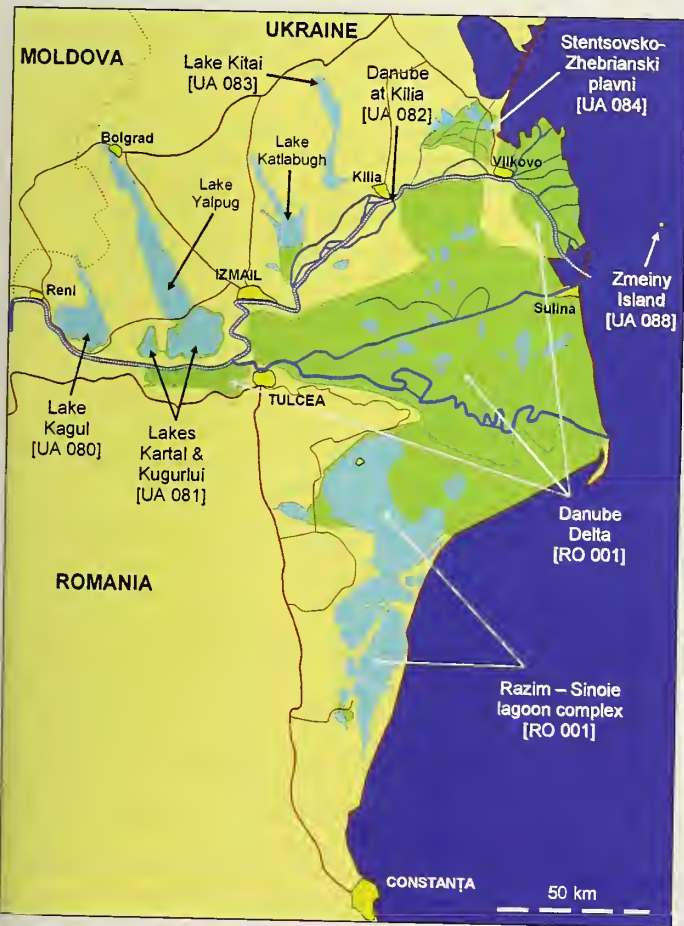 UKRAINE
MOLDOVA
Lake Kitai
[UA 083]
Danube
at Kilia
[UA 082]
Stentsovsko-
Zhebrianski
plavni
[UA 084]
Bolgrad
Lake
Katlabugh
Kilia
Vilkovo
Lake
Yalpug
IZMAIL
Reni
Zmeiny
Island
[UA 088]
Sulina
TULCEA
Lake
Kagul
[UA 080]
Lakes
Kartal &
Kugurlui
[UA 081]
Danube
Delta
[RO 001]
ROMANIA
Razim – Sinoie
lagoon complex
[RO 001]
CONSTANȚA
50 km